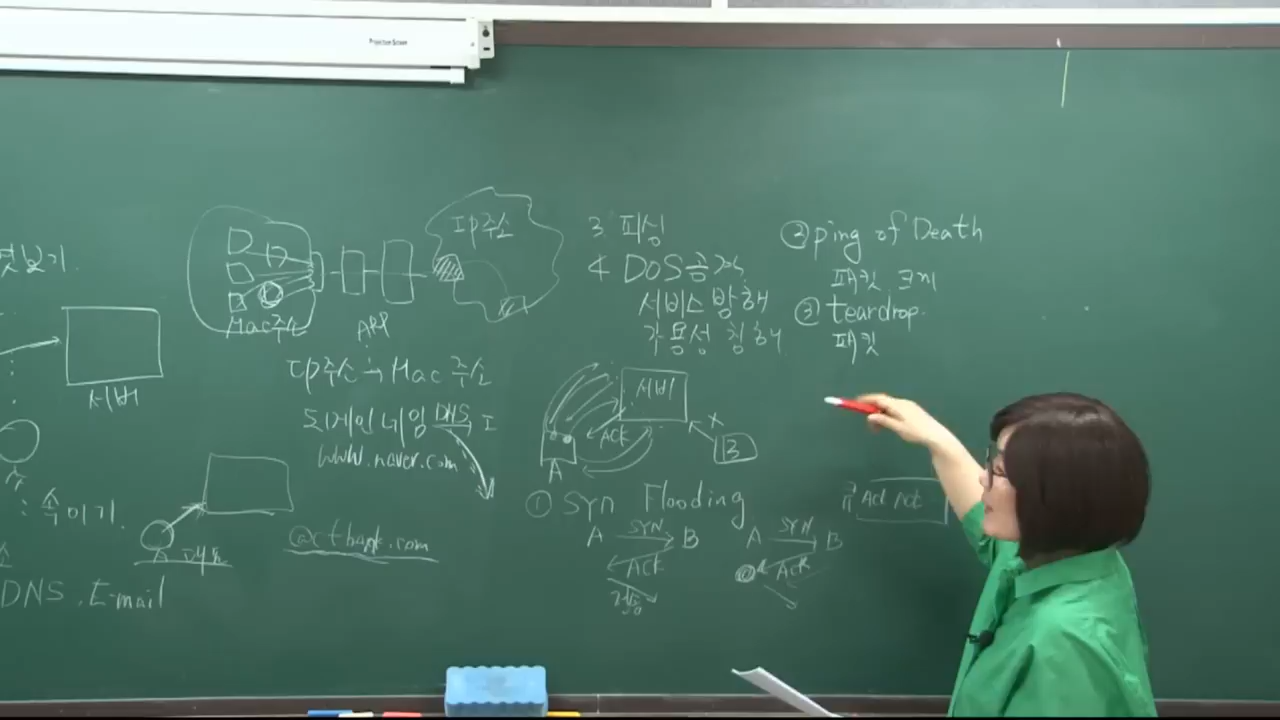 Projection Screen
엿보기.
서버
: 속이기.
DNS, E-mail
Mac주소
ARP
IP주소
IP주소 → Mac 주소
도메인 네임 DNS → I
www.naver.com
@ctbank.com
3 피싱
4 DoS공격
서비스 방해
가용성 침해
서버
ACK
A
X
B
① Syn Flooding
A SYN B
ACK
A SYN B
ACK
큐 Ack Ack
② ping of Death
패킷 크기
③ teardrop.
패킷